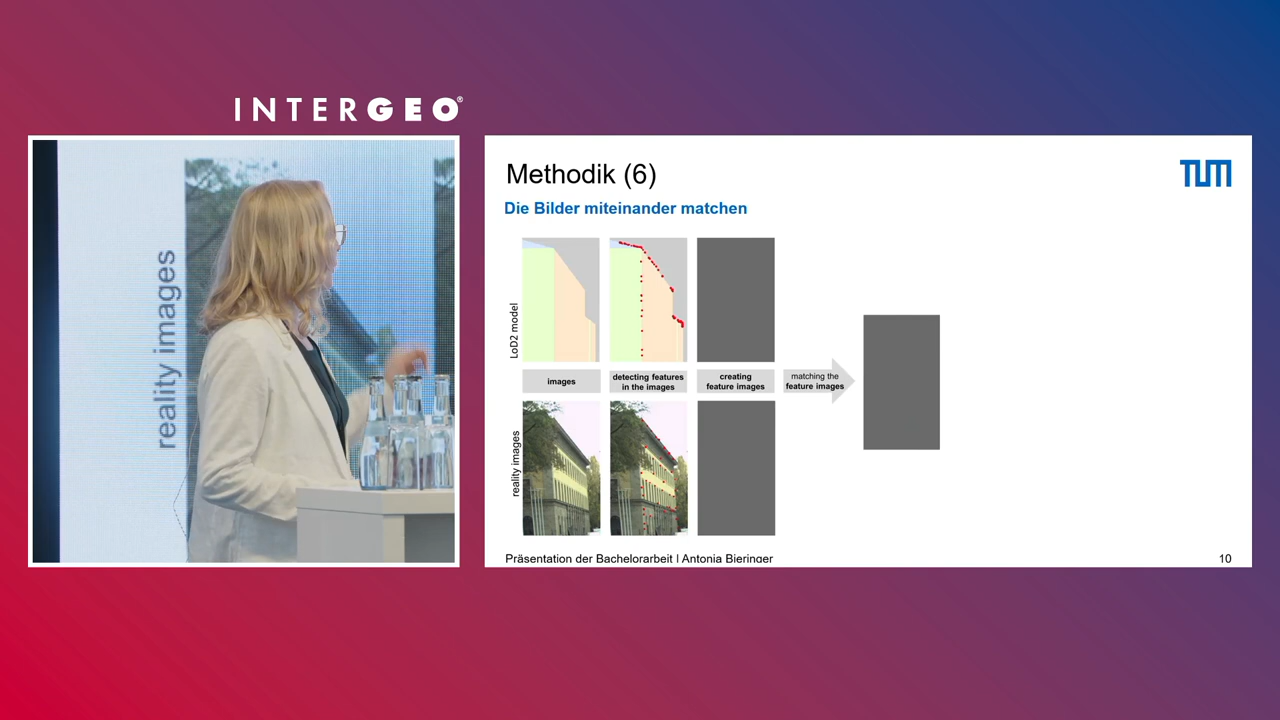 INTERGEO®
reality images
Methodik (6)
TUM
Die Bilder miteinander matchen
LoD2 model
images
detecting features
in the images
creating
feature images
matching the
feature images
reality images
Präsentation der Bachelorarbeit | Antonia Bieringer
10